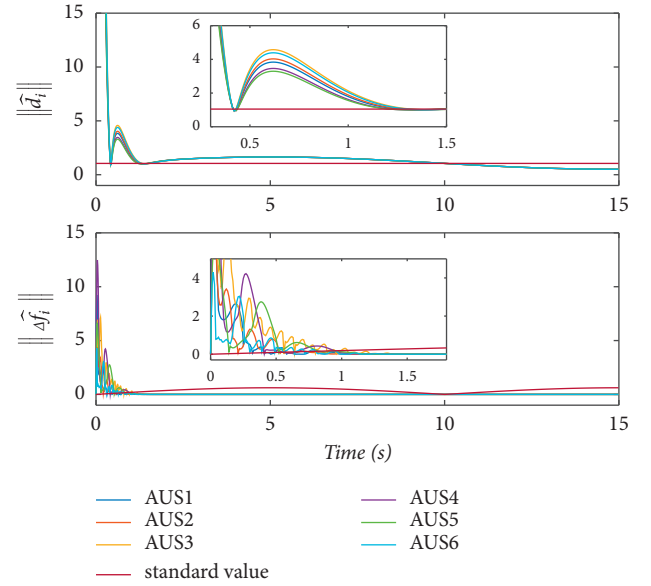 15
10
5
0
‖d̂ᵢ‖
6
4
2
0
0.5 1 1.5
0 5 10 15
15
10
5
0
‖Δf̂ᵢ‖
4
2
0
0 0.5 1 1.5
0 5 10 15
Time (s)
AUS1 AUS4
AUS2 AUS5
AUS3 AUS6
standard value